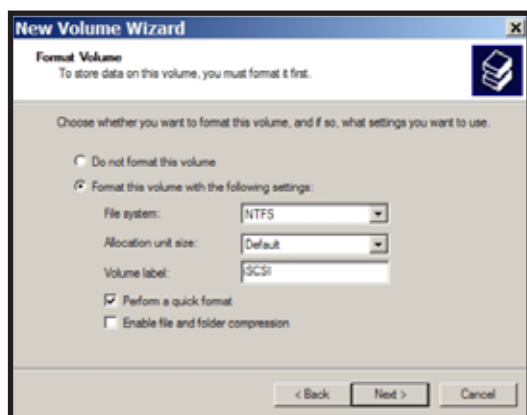 New Volume Wizard
Format Volume
To store data on this volume, you must format it first.
Choose whether you want to format this volume, and if so, what settings you want to use.
Do not format this volume
Format this volume with the following settings:
File system: NTFS
Allocation unit size: Default
Volume label: iSCSI
Perform a quick format
Enable file and folder compression
< Back Next > Cancel